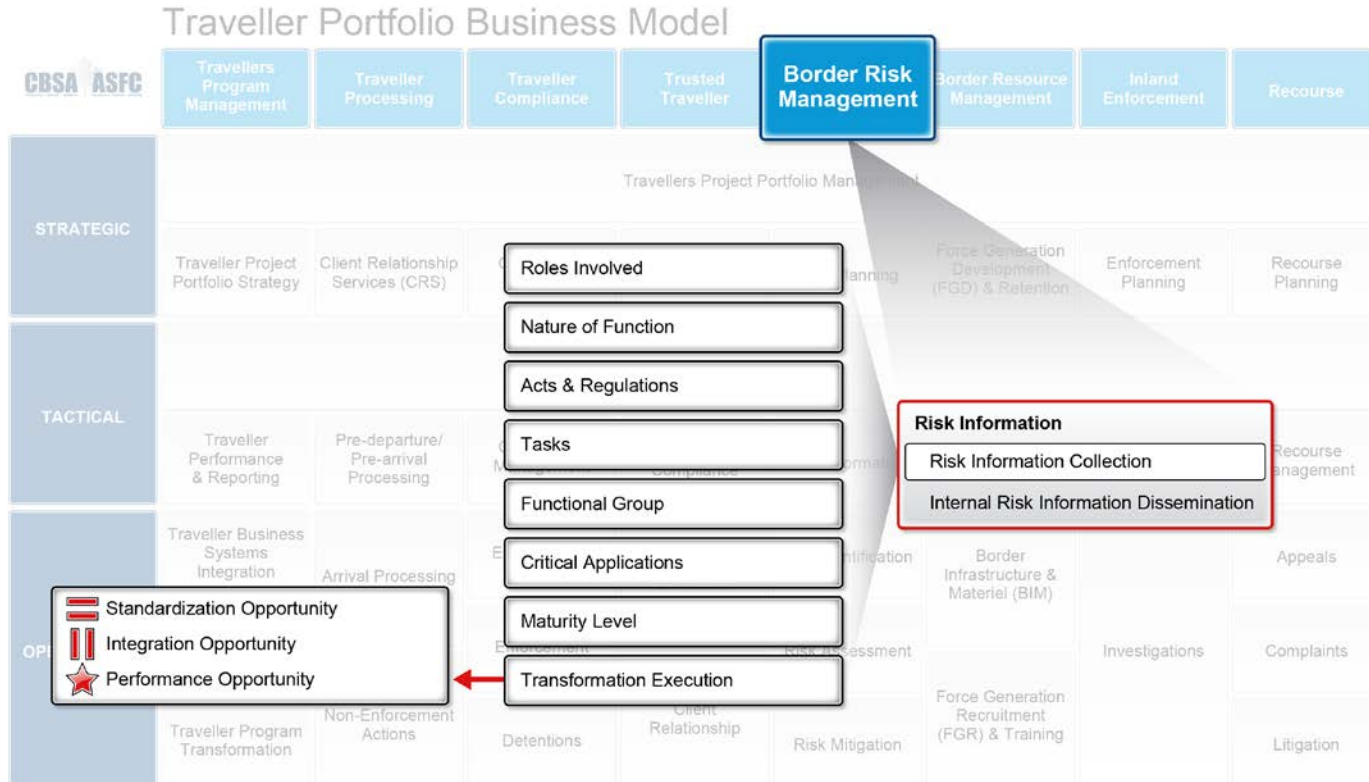 Traveller Portfolio Business Model
CBSA ASFC
Travellers
Program
Management
Traveller
Processing
Traveller
Compliance
Trusted
Traveller
Border Risk
Management
Border Resource
Management
Inland
Enforcement
Recourse
STRATEGIC
Travellers Project Portfolio Management
Traveller Project
Portfolio Strategy
Client Relationship
Services (CRS)
Force Generation
Development
(FGD) & Retention
Enforcement
Planning
Recourse
Planning
Roles Involved
Nature of Function
Acts & Regulations
Tasks
Functional Group
Critical Applications
Maturity Level
Transformation Execution
TACTICAL
Traveller
Performance
& Reporting
Pre-departure/
Pre-arrival
Processing
Compliance
Recourse
Risk Information
Risk Information Collection
Internal Risk Information Dissemination
Traveller Business
Systems
Integration
Arrival Processing
Border
Infrastructure &
Materiel (BIM)
Appeals
Standardization Opportunity
Integration Opportunity
Performance Opportunity
Enforcement
Risk Assessment
Investigations
Complaints
Traveller Program
Transformation
Non-Enforcement
Actions
Detentions
Client
Relationship
Risk Mitigation
Force Generation
Recruitment
(FGR) & Training
Litigation